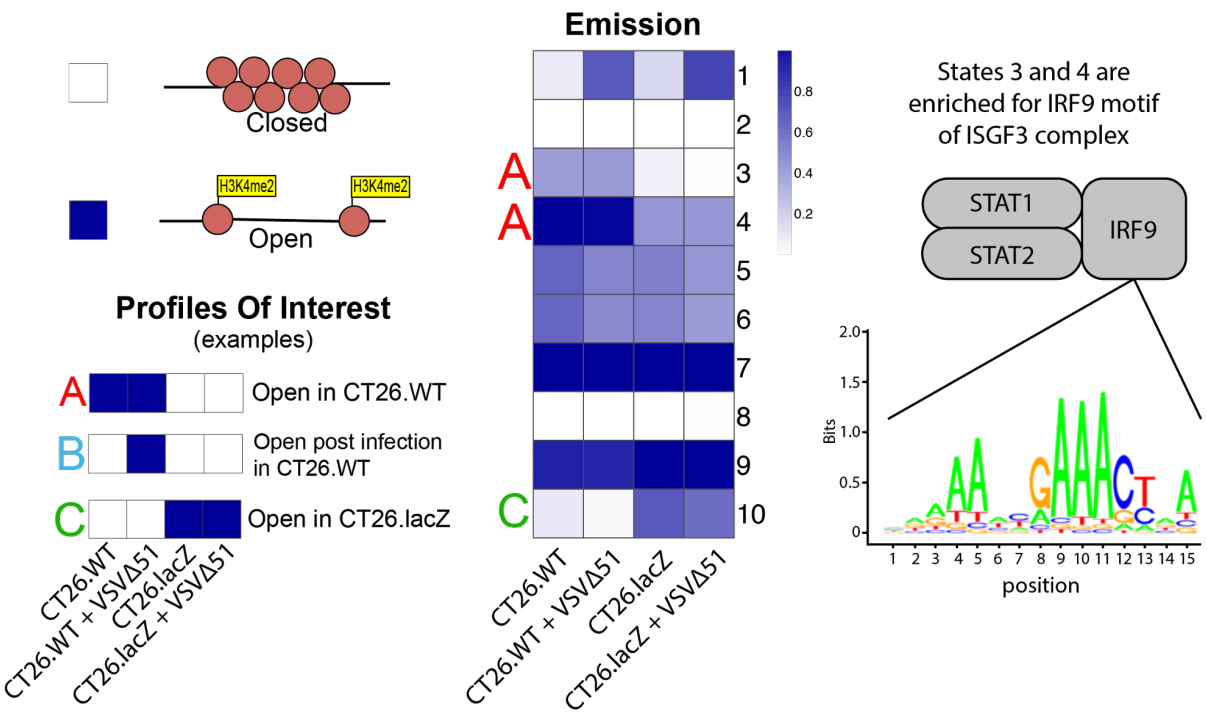 Closed
H3K4me2
H3K4me2
Open
Profiles Of Interest
(examples)
A
Open in CT26.WT
B
Open post infection
in CT26.WT
C
Open in CT26.lacZ
CT26.WT
CT26.WT + VSVΔ51
CT26.lacZ
CT26.lacZ + VSVΔ51
Emission
1
2
A
3
A
4
5
6
7
8
9
C
10
CT26.WT
CT26.WT + VSVΔ51
CT26.lacZ
CT26.lacZ + VSVΔ51
0.8
0.6
0.4
0.2
States 3 and 4 are
enriched for IRF9 motif
of ISGF3 complex
STAT1
STAT2
IRF9
Bits
2.0
1.5
1.0
0.5
0
AA GAAACT A
1 2 3 4 5 6 7 8 9 10 11 12 13 14 15
position